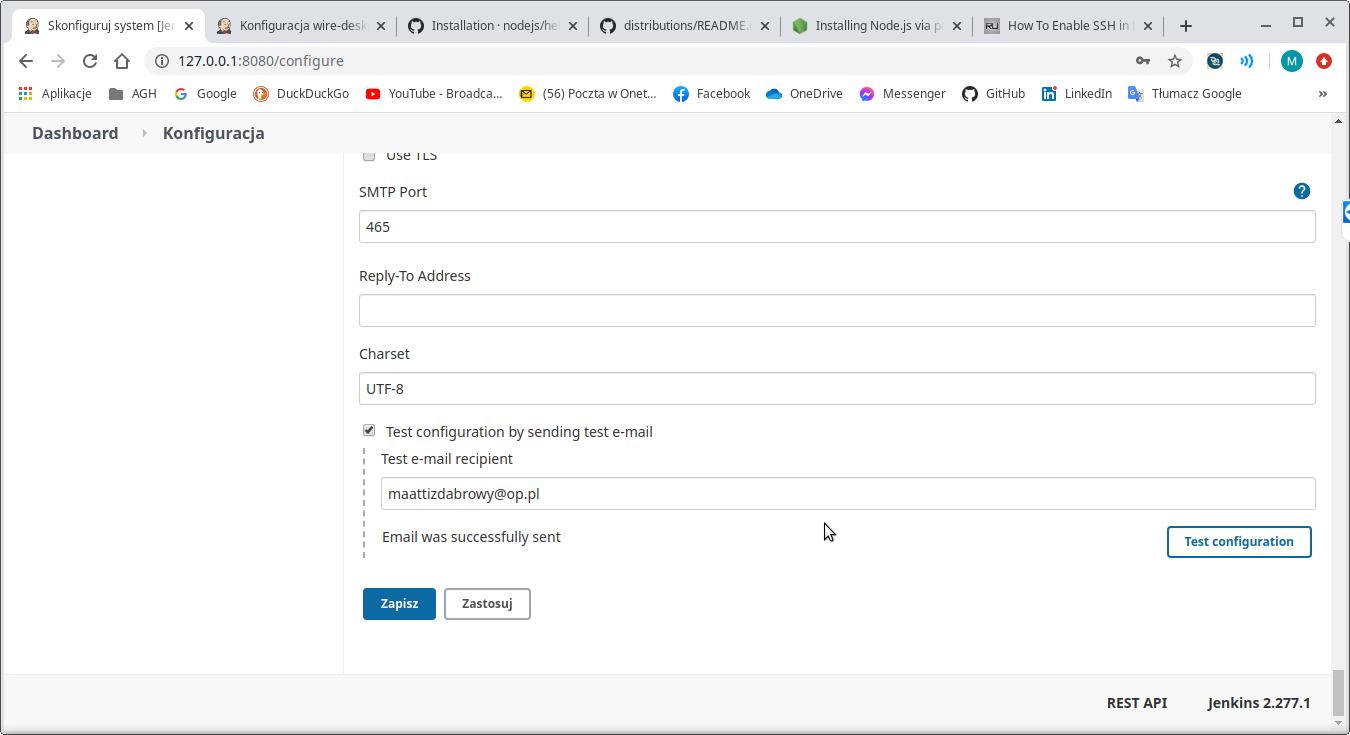 Skonfiguruj system [Jer
Konfiguracja wire-desk
Installation · nodejs/he
distributions/README.
Installing Node.js via pa
How To Enable SSH in
127.0.0.1:8080/configure
M
Aplikacje
AGH
Google
DuckDuckGo
YouTube - Broadca...
(56) Poczta w Onet...
Facebook
OneDrive
Messenger
GitHub
LinkedIn
Tłumacz Google
»
Dashboard
Konfiguracja
Use TLS
SMTP Port
?
465
Reply-To Address
Charset
UTF-8
Test configuration by sending test e-mail
Test e-mail recipient
maattizdabrowy@op.pl
Email was successfully sent
Test configuration
Zapisz
Zastosuj
REST API
Jenkins 2.277.1